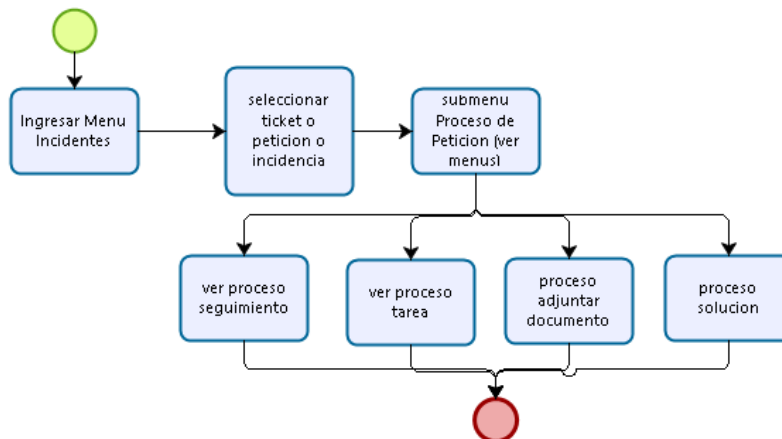 Ingresar Menu
Incidentes
seleccionar
ticket o
peticion o
incidencia
submenu
Proceso de
Peticion (ver
menus)
ver proceso
seguimiento
ver proceso
tarea
proceso
adjuntar
documento
proceso
solucion